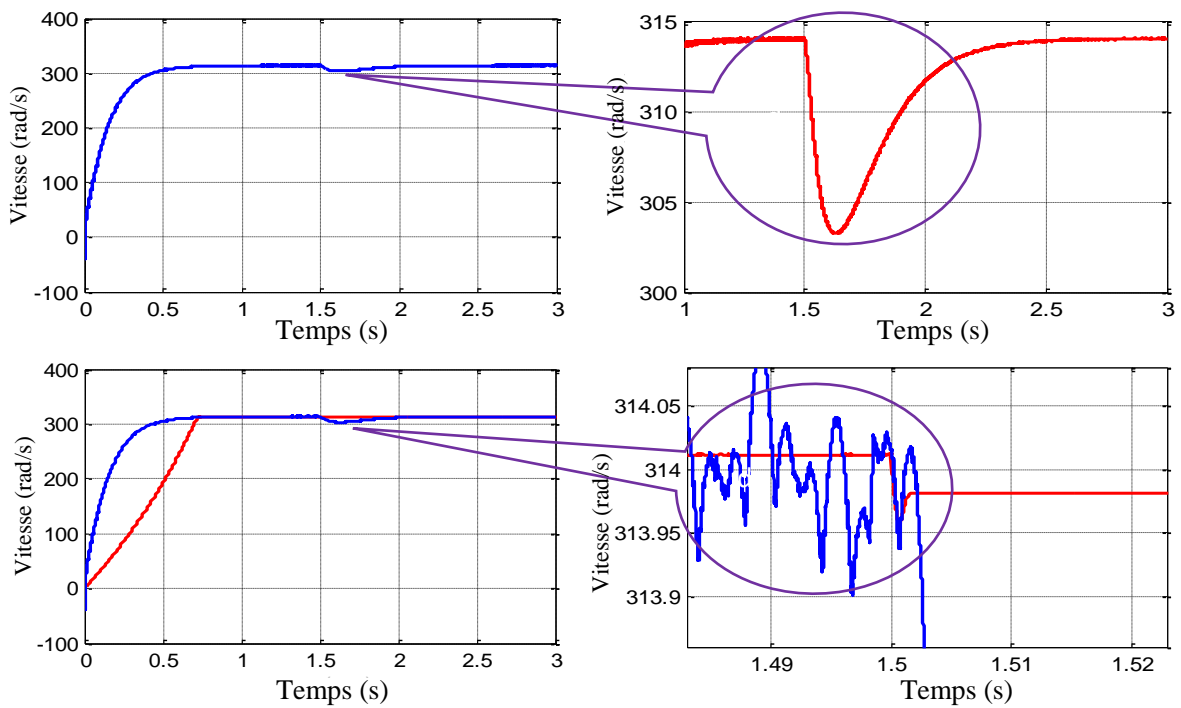 400
300
200
100
0
-100
Vitesse (rad/s)
0 0.5 1 1.5 2 2.5 3
Temps (s)
315
310
305
300
Vitesse (rad/s)
1 1.5 2 2.5 3
Temps (s)
400
300
200
100
0
-100
Vitesse (rad/s)
0 0.5 1 1.5 2 2.5 3
Temps (s)
314.05
314
313.95
313.9
Vitesse (rad/s)
1.49 1.5 1.51 1.52
Temps (s)